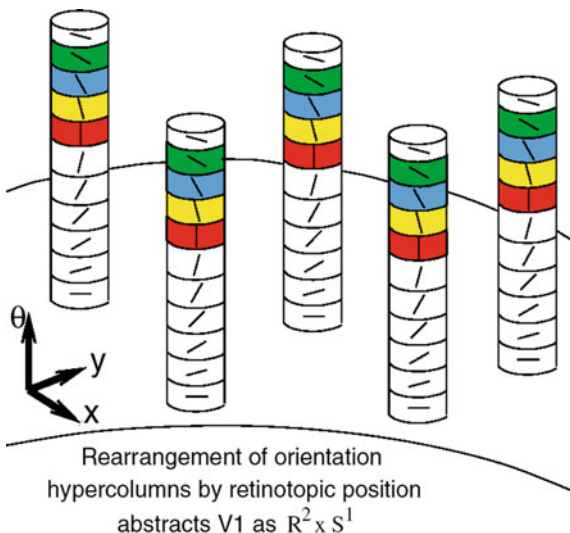 θ
y
x
Rearrangement of orientation
hypercolumns by retinotopic position
abstracts V1 as R² x S¹